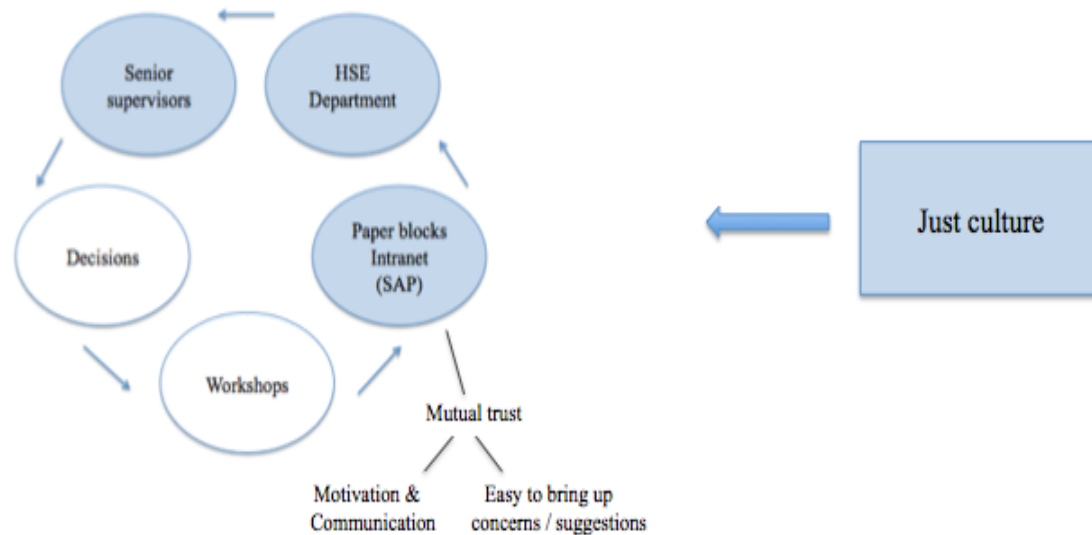 Senior
supervisors
HSE
Department
Just culture
Decisions
Paper blocks
Intranet
(SAP)
Workshops
Mutual trust
Motivation &
Communication
Easy to bring up
concerns / suggestions